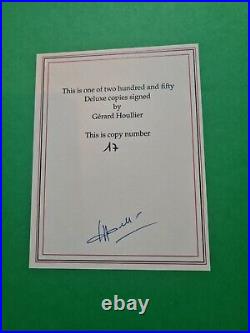 This is one of two hundred and fifty
Deluxe copies signed
by
Gérard Houllier
This is copy number
17